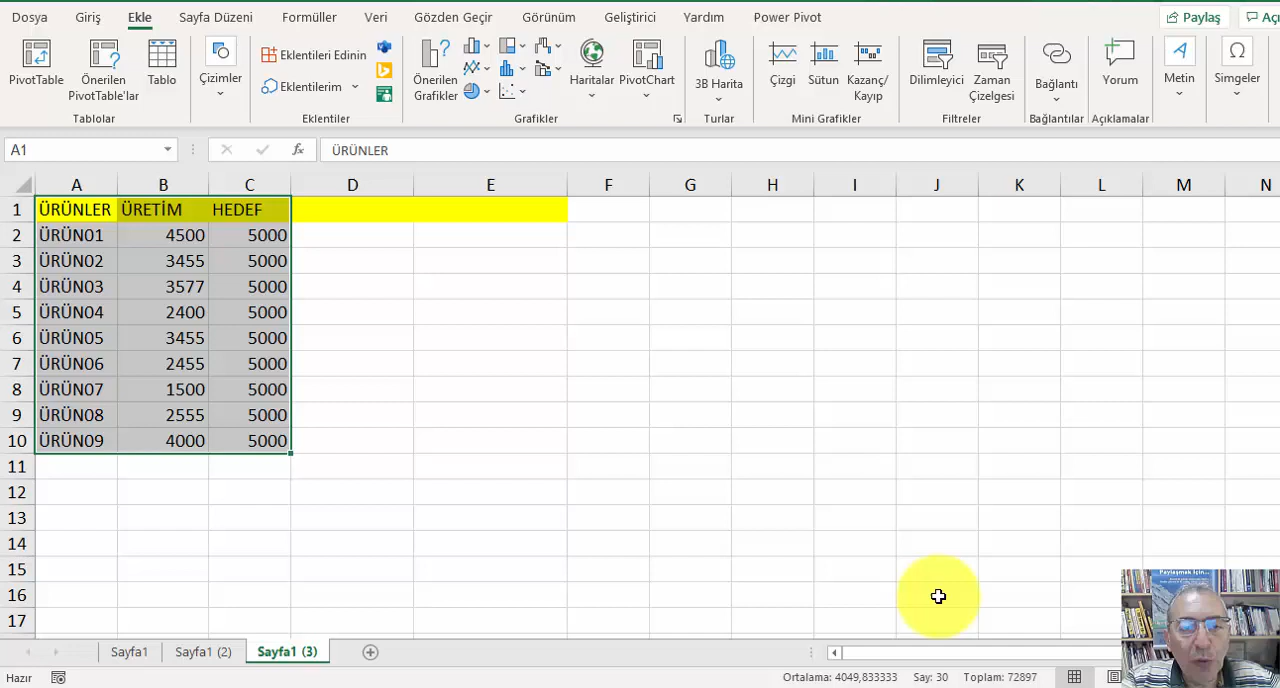 Dosya Giriş Ekle Sayfa Düzeni Formüller Veri Gözden Geçir Görünüm Geliştirici Yardım Power Pivot Paylaş Açı
PivotTable Önerilen PivotTable'lar Tablo
Tablolar
Çizimler
Eklentileri Edinin
Eklentilerim
Eklentiler
Önerilen Grafikler
Haritalar PivotChart
Grafikler
3B Harita
Turlar
Çizgi Sütun Kazanç/ Kayıp
Mini Grafikler
Dilimleyici Zaman Çizelgesi
Filtreler
Bağlantı
Bağlantılar
Yorum
Açıklamalar
Metin
Simgeler
A1 fx ÜRÜNLER
A B C D E F G H I J K L M N
1 ÜRÜNLER ÜRETİM HEDEF
2 ÜRÜN01 4500 5000
3 ÜRÜN02 3455 5000
4 ÜRÜN03 3577 5000
5 ÜRÜN04 2400 5000
6 ÜRÜN05 3455 5000
7 ÜRÜN06 2455 5000
8 ÜRÜN07 1500 5000
9 ÜRÜN08 2555 5000
10 ÜRÜN09 4000 5000
11
12
13
14
15
16
17
Paylaşmak İçin...
Sayfa1 Sayfa1 (2) Sayfa1 (3)
Hazır Ortalama: 4049,833333 Say: 30 Toplam: 72897